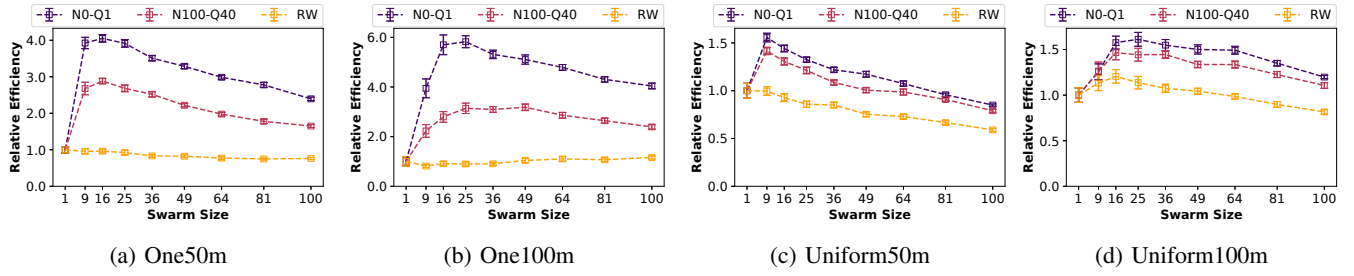 N0-Q1 N100-Q40 RW
Relative Efficiency
4.0
3.0
2.0
1.0
0.0
1 9 16 25 36 49 64 81 100
Swarm Size
(a) One50m
N0-Q1 N100-Q40 RW
Relative Efficiency
6.0
4.0
2.0
0.0
1 9 16 25 36 49 64 81 100
Swarm Size
(b) One100m
N0-Q1 N100-Q40 RW
Relative Efficiency
1.5
1.0
0.5
0.0
1 9 16 25 36 49 64 81 100
Swarm Size
(c) Uniform50m
N0-Q1 N100-Q40 RW
Relative Efficiency
1.5
1.0
0.5
0.0
1 9 16 25 36 49 64 81 100
Swarm Size
(d) Uniform100m